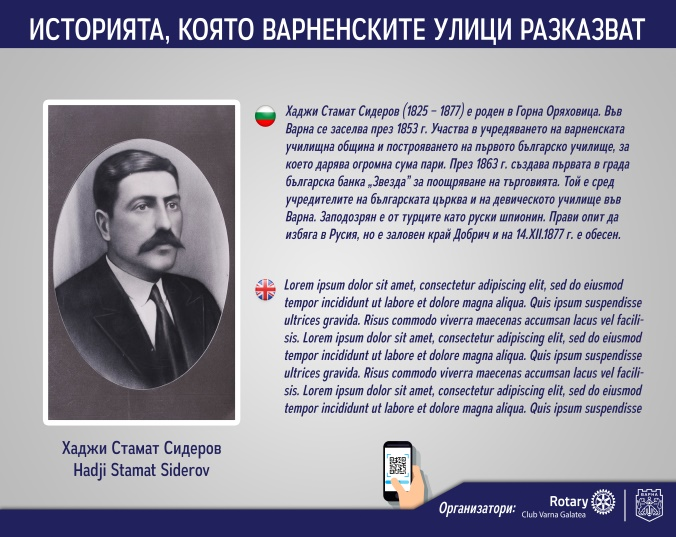 ИСТОРИЯТА, КОЯТО ВАРНЕНСКИТЕ УЛИЦИ РАЗКАЗВАТ
Хаджи Стамат Сидеров (1825 – 1877) е роден в Горна Оряховица. Във
Варна се заселва през 1853 г. Участва в учредяването на варненската
училищна община и построяването на първото българско училище, за
което дарява огромна сума пари. През 1863 г. създава първата в града
българска банка „Звезда” за поощряване на търговията. Той е сред
учредителите на българската църква и на девическото училище във
Варна. Заподозрян е от турците като руски шпионин. Прави опит да
избяга в Русия, но е заловен край Добрич и на 14.XII.1877 г. е обесен.
Lorem ipsum dolor sit amet, consectetur adipiscing elit, sed do eiusmod
tempor incididunt ut labore et dolore magna aliqua. Quis ipsum suspendisse
ultrices gravida. Risus commodo viverra maecenas accumsan lacus vel facili-
sis. Lorem ipsum dolor sit amet, consectetur adipiscing elit, sed do eiusmod
tempor incididunt ut labore et dolore magna aliqua. Quis ipsum suspendisse
ultrices gravida. Risus commodo viverra maecenas accumsan lacus vel facili-
sis. Lorem ipsum dolor sit amet, consectetur adipiscing elit, sed do eiusmod
tempor incididunt ut labore et dolore magna aliqua. Quis ipsum suspendisse
Хаджи Стамат Сидеров
Hadji Stamat Siderov
Организатори:
Rotary
Club Varna Galatea
ВАРНА